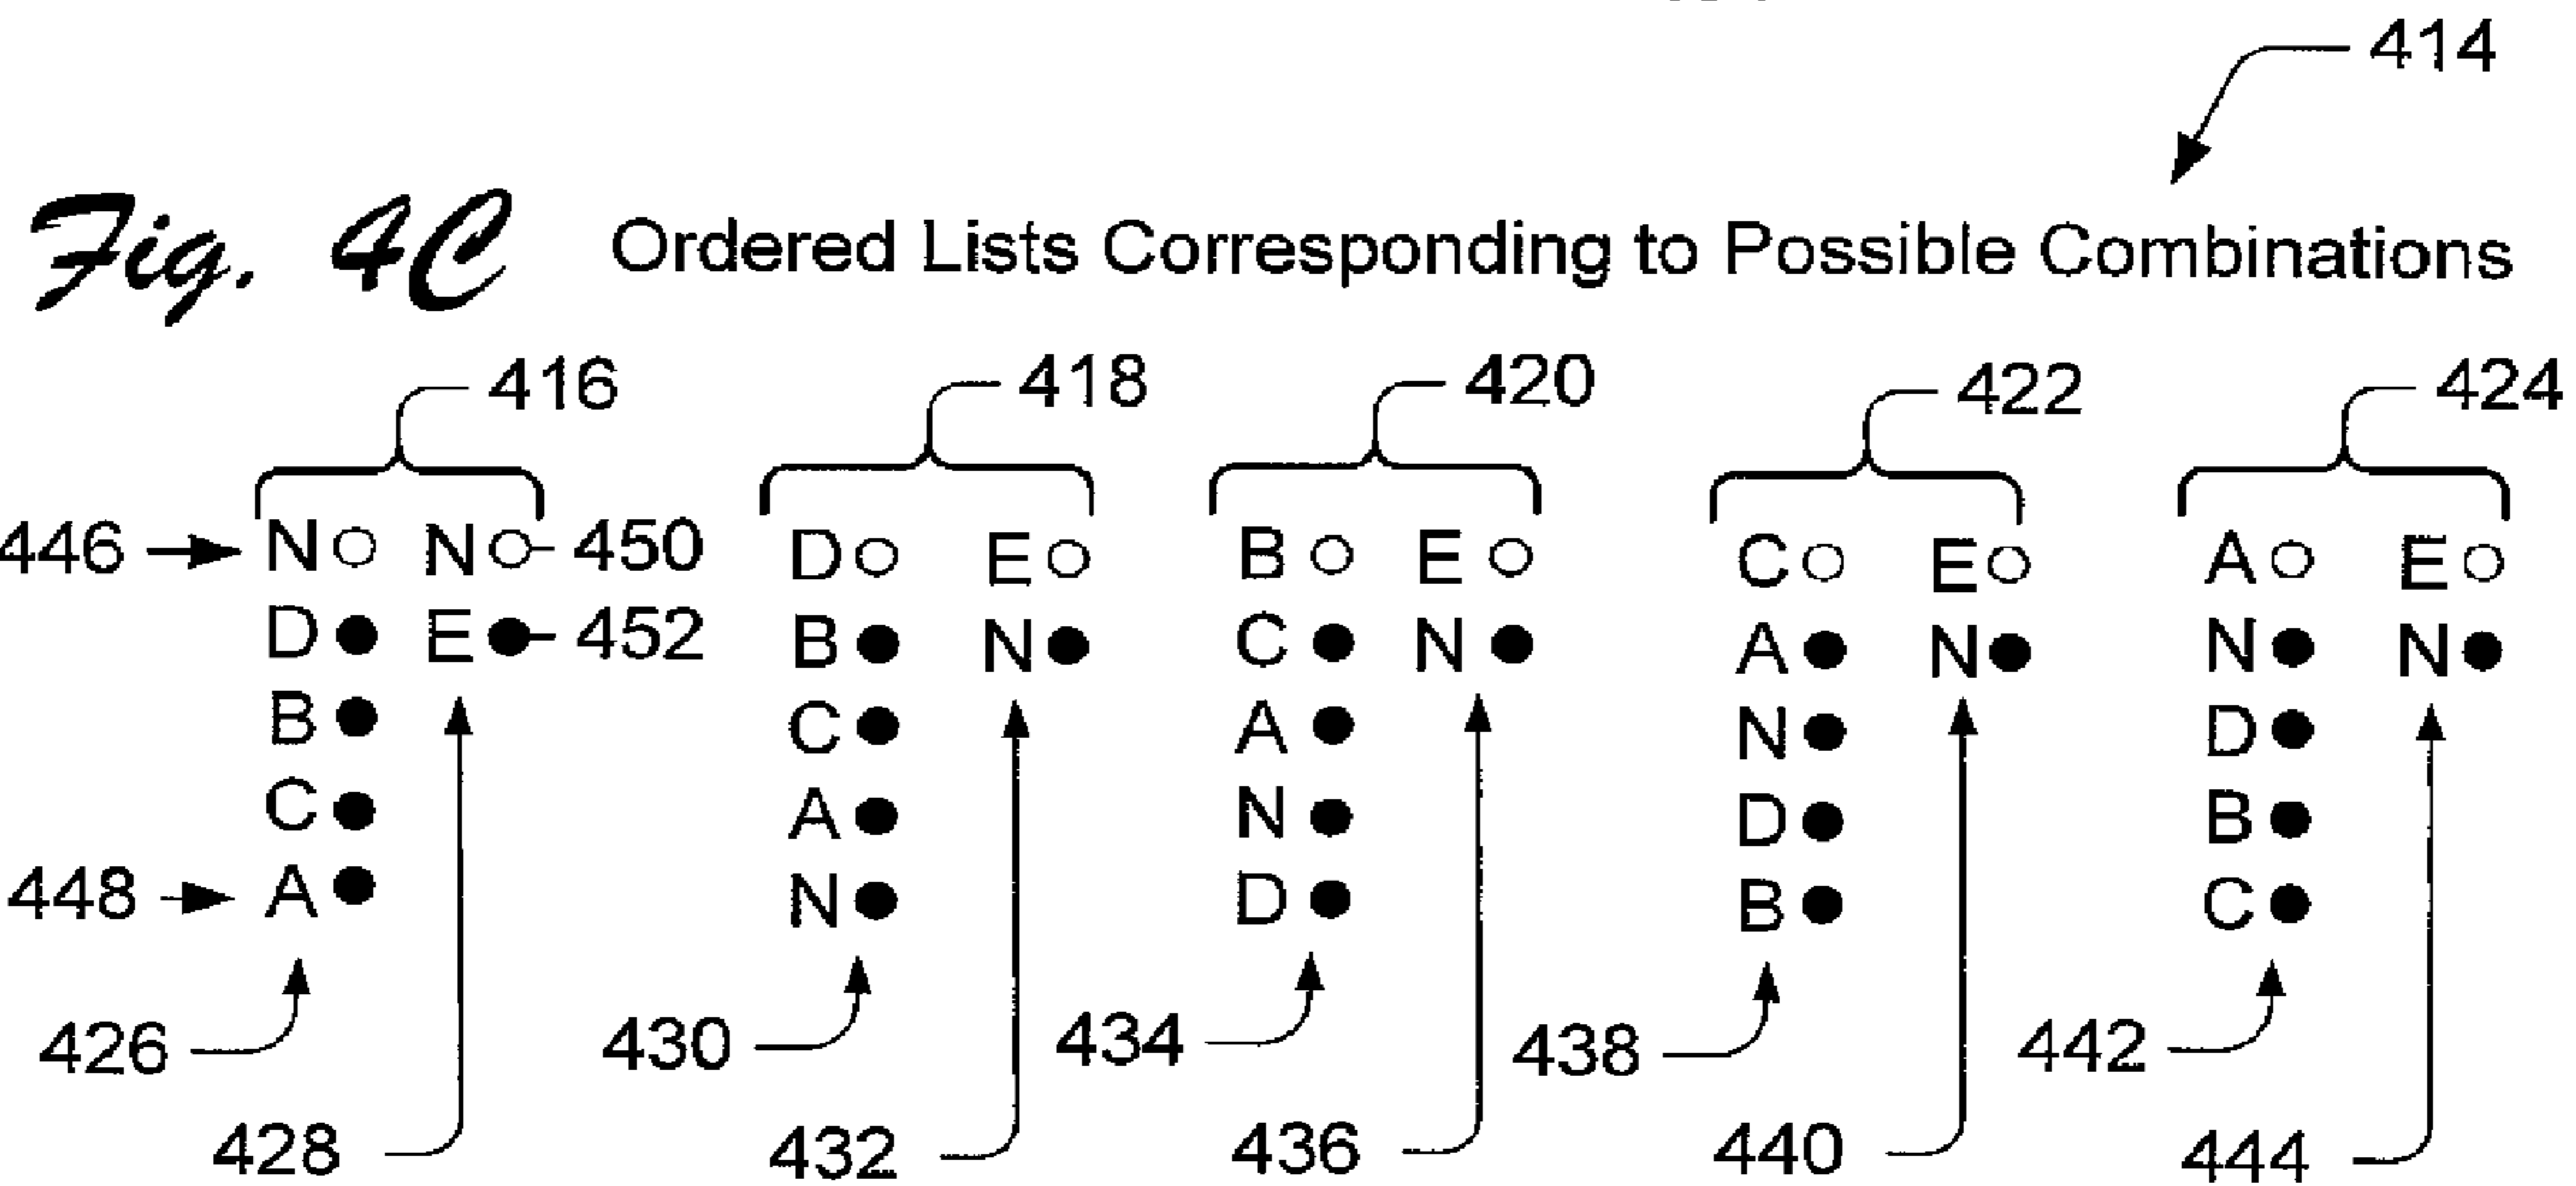 414
Fig. 4C Ordered Lists Corresponding to Possible Combinations
416 418 420 422 424
446 N N 450 D E B E C E A E
D E 452 B N C N A N N N
B C A N D
C A N D B
448 A N D B C
426 430 434 438 442
428 432 436 440 444